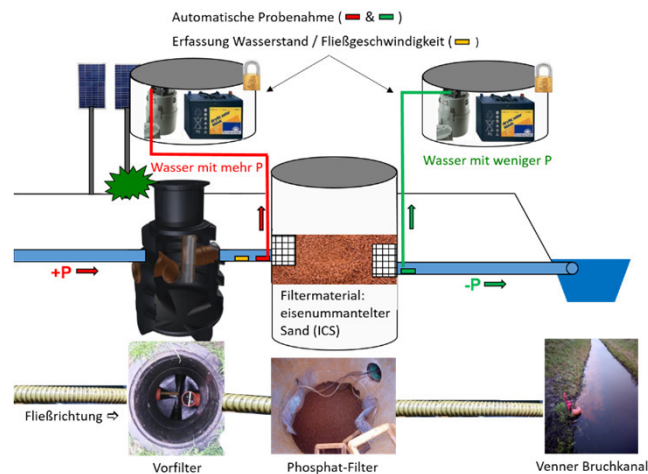 Automatische Probenahme ( & )
Erfassung Wasserstand / Fließgeschwindigkeit ( )
Wasser mit mehr P
Wasser mit weniger P
+P
-P
Filtermaterial:
eisenummantelter
Sand (ICS)
Fließrichtung ⇨
Vorfilter
Phosphat-Filter
Venner Bruchkanal